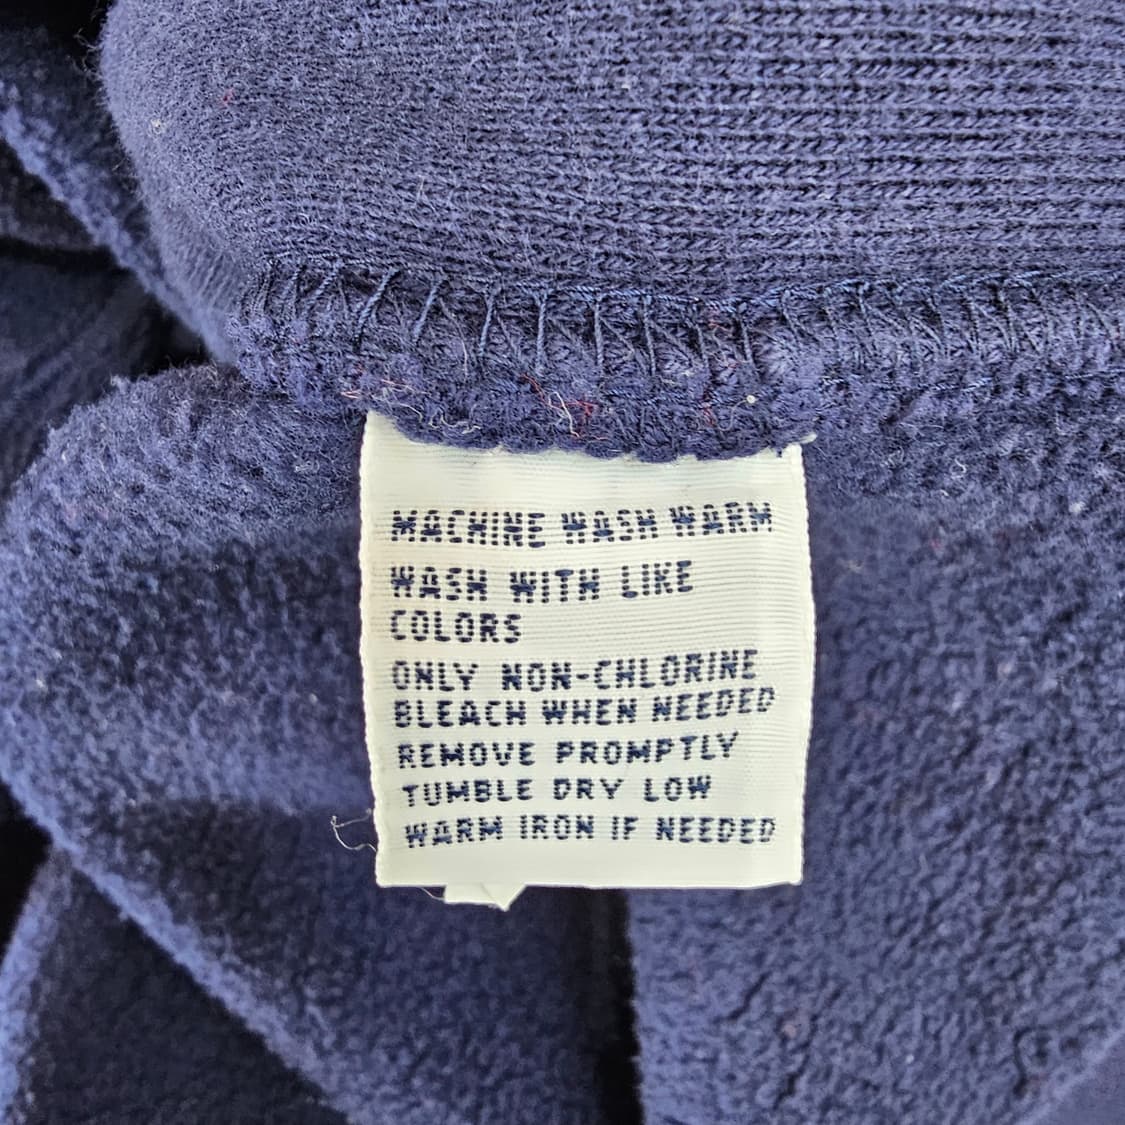 MACHINE WASH WARM
WASH WITH LIKE
COLORS
ONLY NON-CHLORINE
BLEACH WHEN NEEDED
REMOVE PROMPTLY
TUMBLE DRY LOW
WARM IRON IF NEEDED